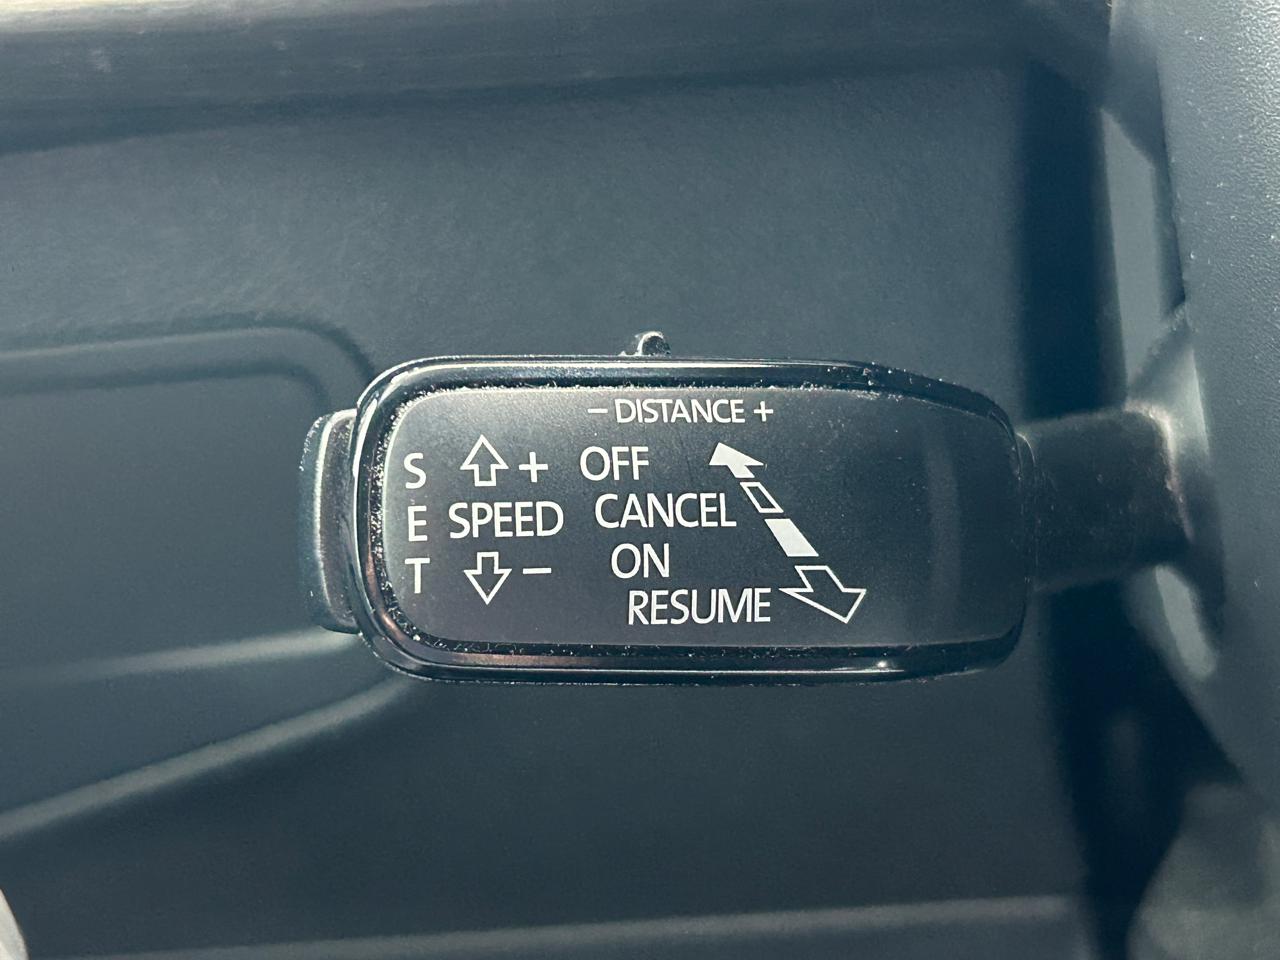 − DISTANCE +
S
E
T
+
SPEED
−
OFF
CANCEL
ON
RESUME